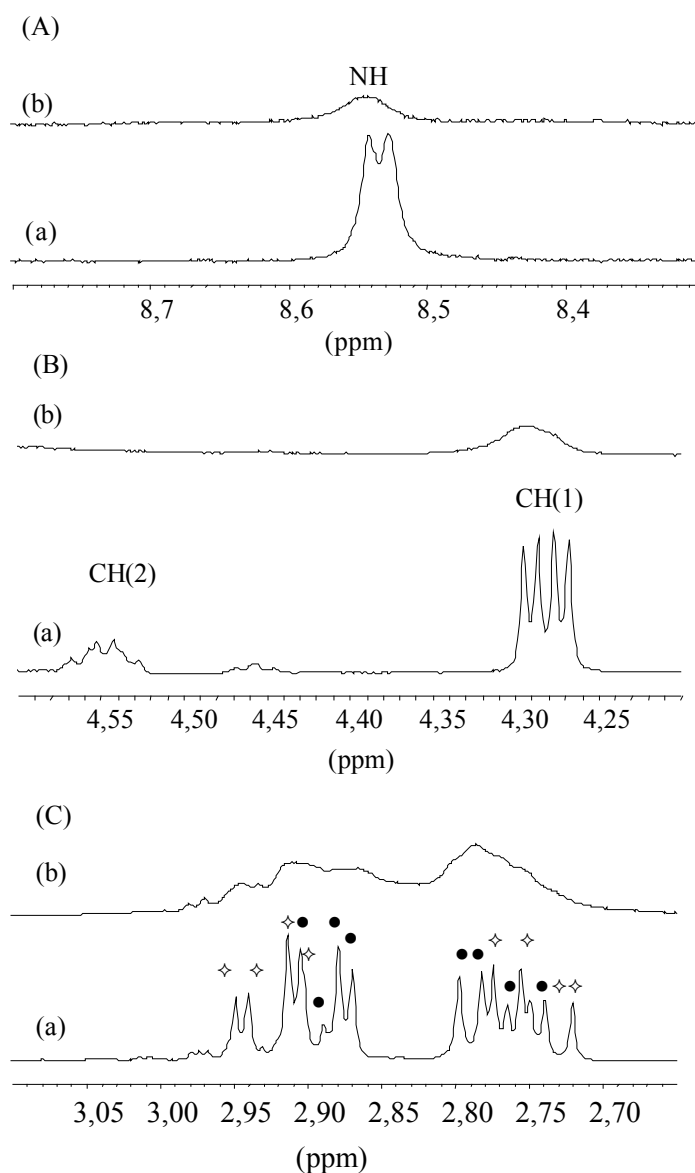 (A)
NH
(b)
(a)
8,7 8,6 8,5 8,4
(ppm)
(B)
(b)
CH(1)
CH(2)
(a)
4,55 4,50 4,45 4,40 4,35 4,30 4,25
(ppm)
(C)
(b)
(a)
3,05 3,00 2,95 2,90 2,85 2,80 2,75 2,70
(ppm)